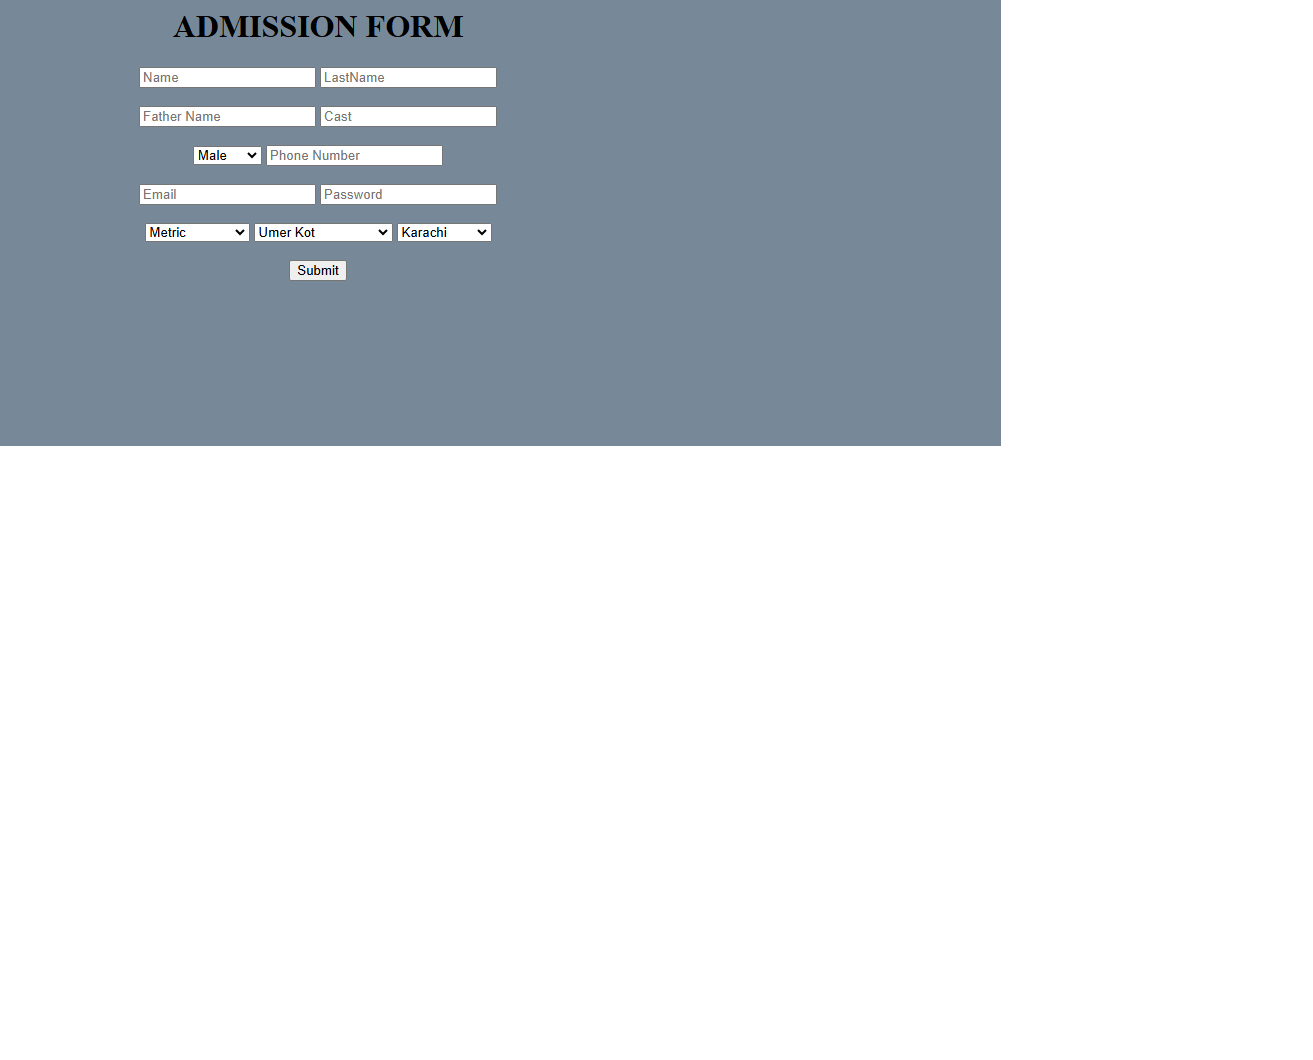 ADMISSION FORM
Name LastName
Father Name Cast
Male Phone Number
Email Password
Metric Umer Kot Karachi
Submit